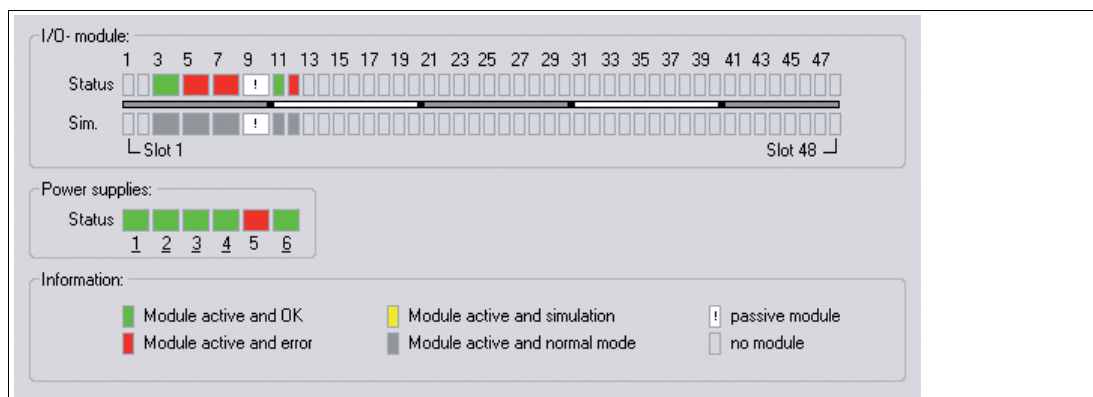 I/O- module:
1 3 5 7 9 11 13 15 17 19 21 23 25 27 29 31 33 35 37 39 41 43 45 47
Status ! 
Sim. !
Slot 1 Slot 48
Power supplies:
Status
1 2 3 4 5 6
Information:
Module active and OK Module active and simulation ! passive module
Module active and error Module active and normal mode no module